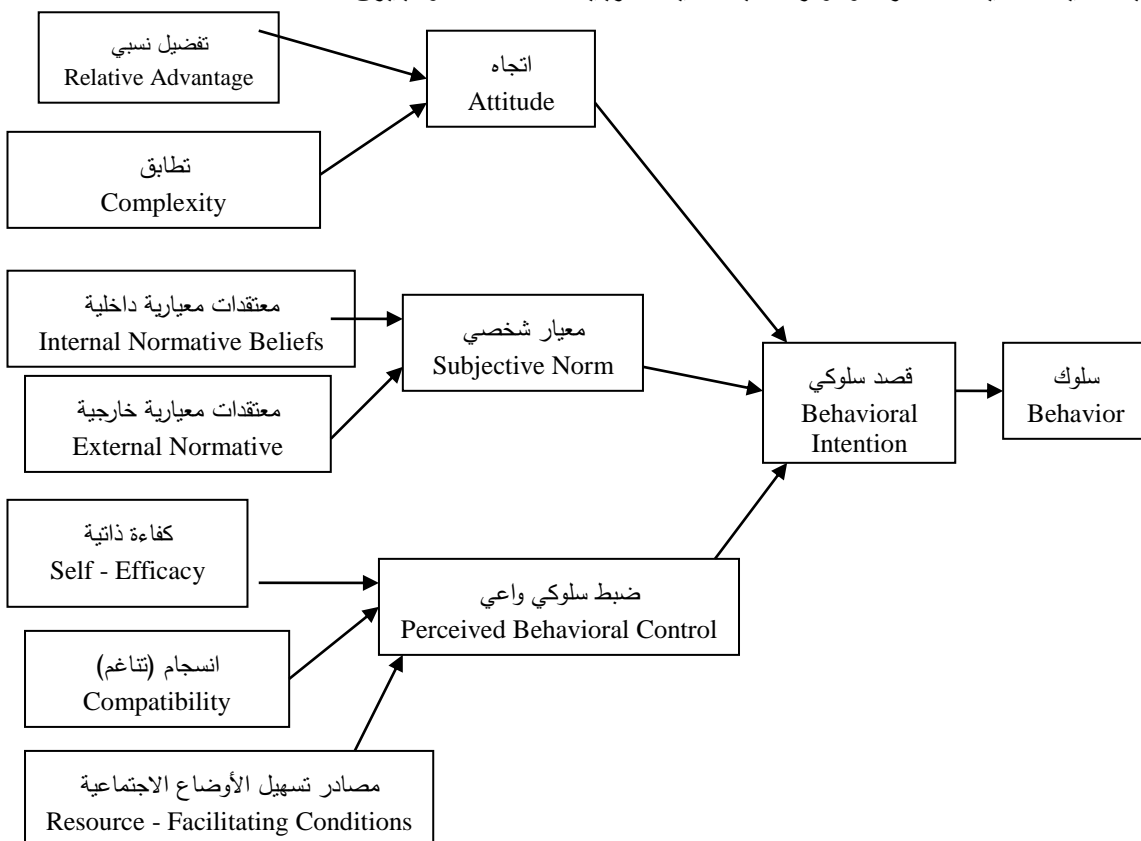 تفضيل نسبي
Relative Advantage
اتجاه
Attitude
تطابق
Complexity
معتقدات معيارية داخلية
Internal Normative Beliefs
معيار شخصي
Subjective Norm
معتقدات معيارية خارجية
External Normative
قصد سلوكي
Behavioral
Intention
سلوك
Behavior
كفاءة ذاتية
Self - Efficacy
ضبط سلوكي واعي
Perceived Behavioral Control
انسجام (تناغم)
Compatibility
مصادر تسهيل الأوضاع الاجتماعية
Resource - Facilitating Conditions